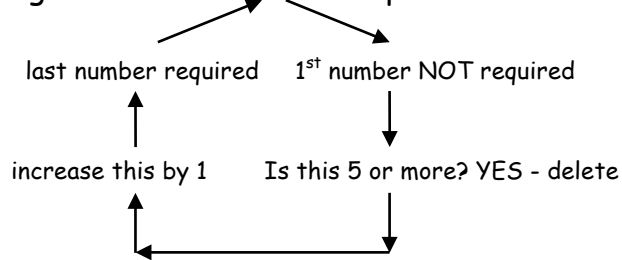 last number required 1st number NOT required
increase this by 1 Is this 5 or more? YES - delete